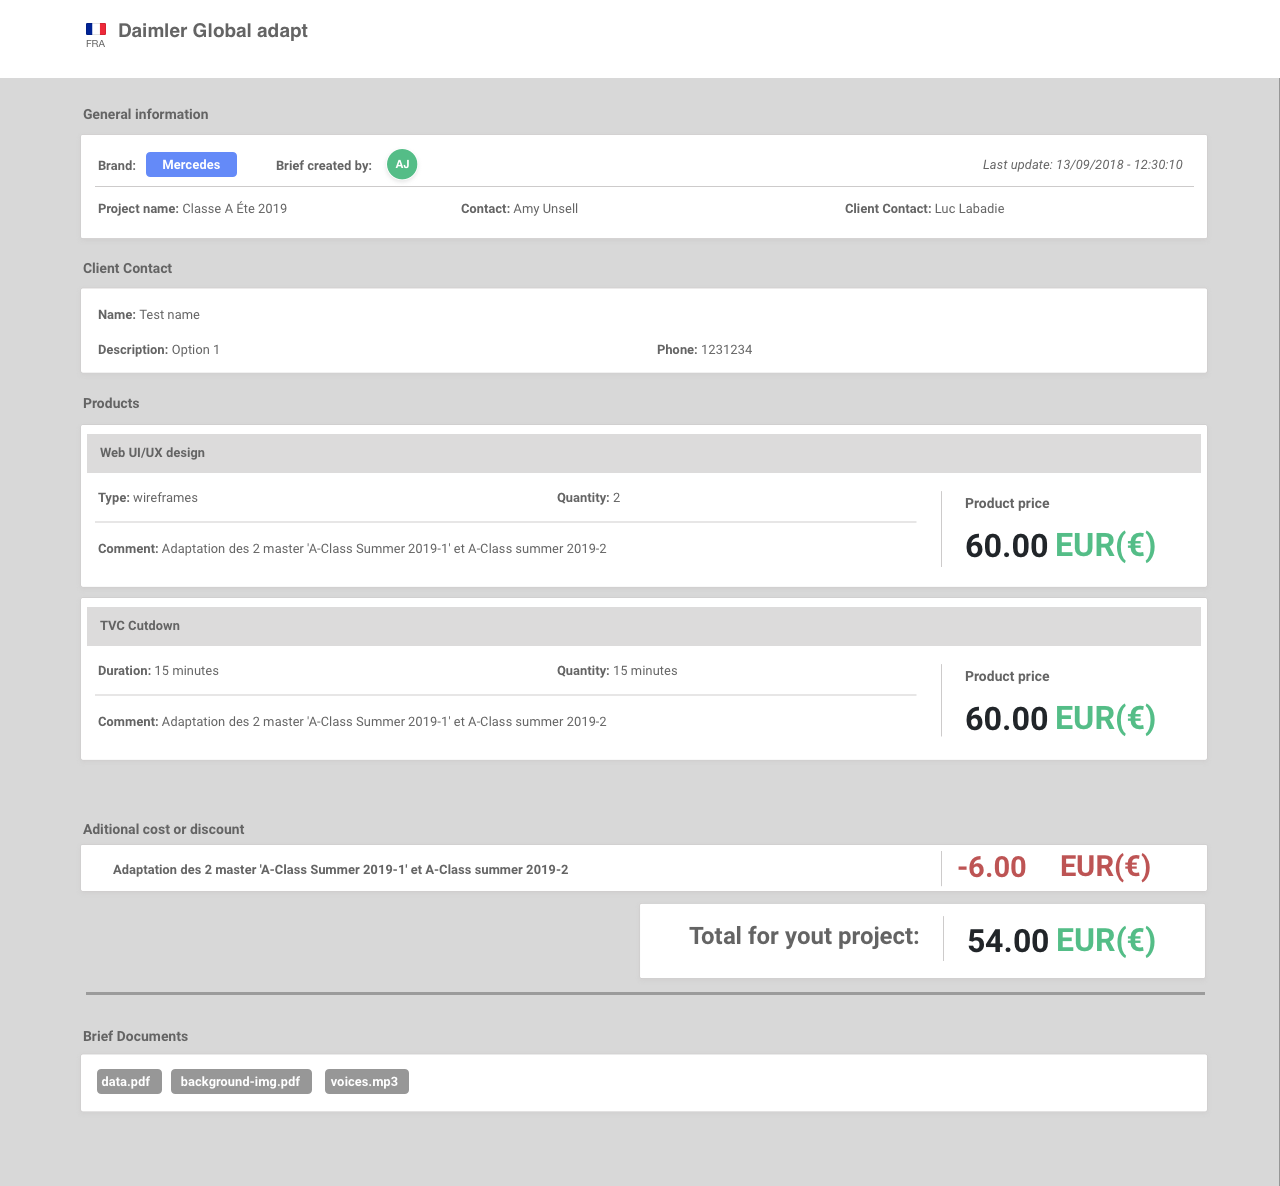 Daimler Global adapt
FRA
General information
Brand: Mercedes Brief created by: AJ Last update: 13/09/2018 - 12:30:10
Project name: Classe A Éte 2019 Contact: Amy Unsell Client Contact: Luc Labadie
Client Contact
Name: Test name
Description: Option 1 Phone: 1231234
Products
Web UI/UX design
Type: wireframes Quantity: 2
Product price
Comment: Adaptation des 2 master 'A-Class Summer 2019-1' et A-Class summer 2019-2
60.00 EUR(€)
TVC Cutdown
Duration: 15 minutes Quantity: 15 minutes
Product price
Comment: Adaptation des 2 master 'A-Class Summer 2019-1' et A-Class summer 2019-2
60.00 EUR(€)
Aditional cost or discount
Adaptation des 2 master 'A-Class Summer 2019-1' et A-Class summer 2019-2 -6.00 EUR(€)
Total for yout project: 54.00 EUR(€)
Brief Documents
data.pdf background-img.pdf voices.mp3